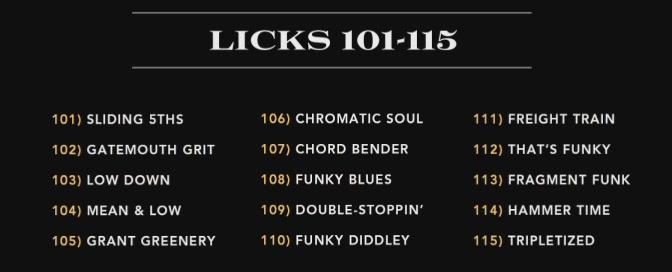 LICKS 101-115
101) SLIDING 5THS
102) GATEMOUTH GRIT
103) LOW DOWN
104) MEAN & LOW
105) GRANT GREENERY
106) CHROMATIC SOUL
107) CHORD BENDER
108) FUNKY BLUES
109) DOUBLE-STOPPIN’
110) FUNKY DIDDLEY
111) FREIGHT TRAIN
112) THAT’S FUNKY
113) FRAGMENT FUNK
114) HAMMER TIME
115) TRIPLETIZED